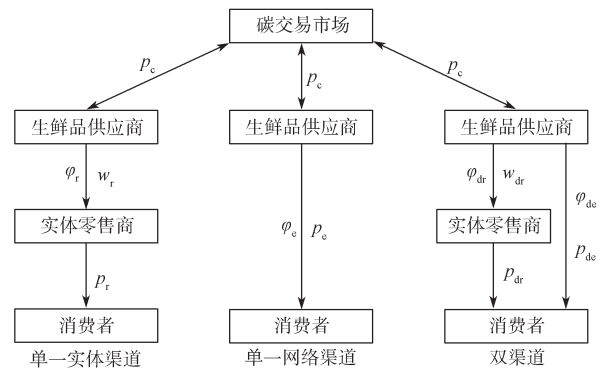 碳交易市场
p_c
p_c
p_c
生鲜品供应商
生鲜品供应商
生鲜品供应商
φ_r w_r
φ_dr w_dr
φ_de
实体零售商
实体零售商
φ_e p_e
p_de
p_r
p_dr
消费者
消费者
消费者
单一实体渠道
单一网络渠道
双渠道